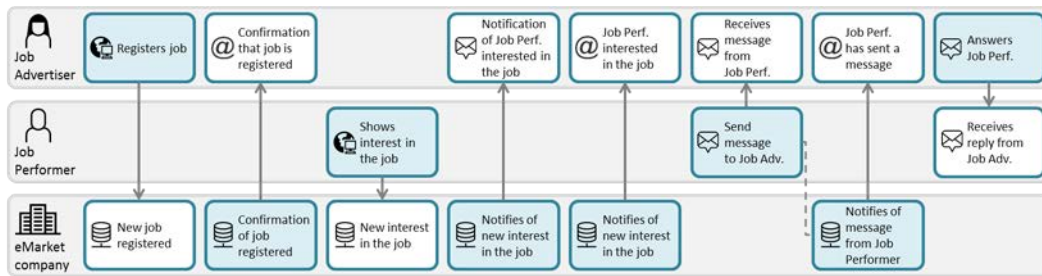 Job
Advertiser
Registers job
Confirmation
that job is
registered
Notification
of Job Perf.
interested in
the job
Job Perf.
interested
in the job
Receives
message
from
Job Perf.
Job Perf.
has sent a
message
Answers
Job Perf.
Job
Performer
Shows
interest in
the job
Send
message
to Job Adv.
Receives
reply from
Job Adv.
eMarket
company
New job
registered
Confirmation
of job
registered
New interest
in the job
Notifies of
new interest
in the job
Notifies of
new interest
in the job
Notifies of
message
from Job
Performer